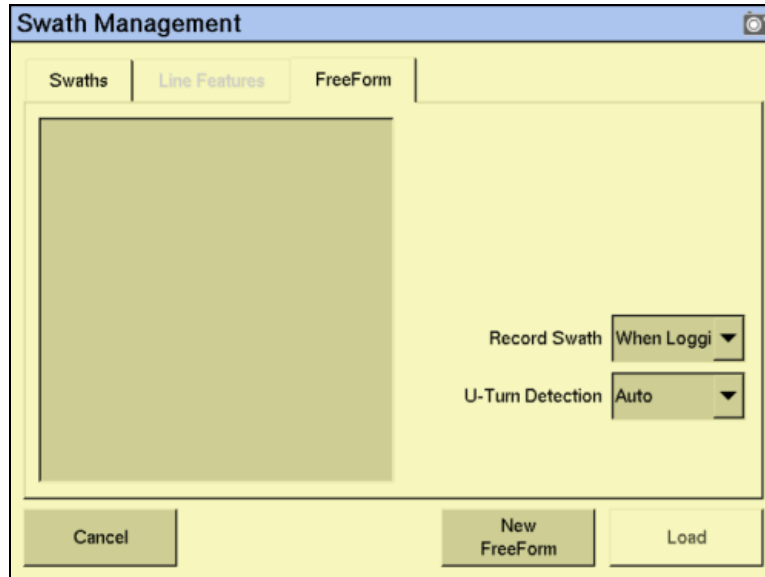 Swath Management
Swaths
Line Features
FreeForm
Record Swath
When Loggi
U-Turn Detection
Auto
Cancel
New
FreeForm
Load